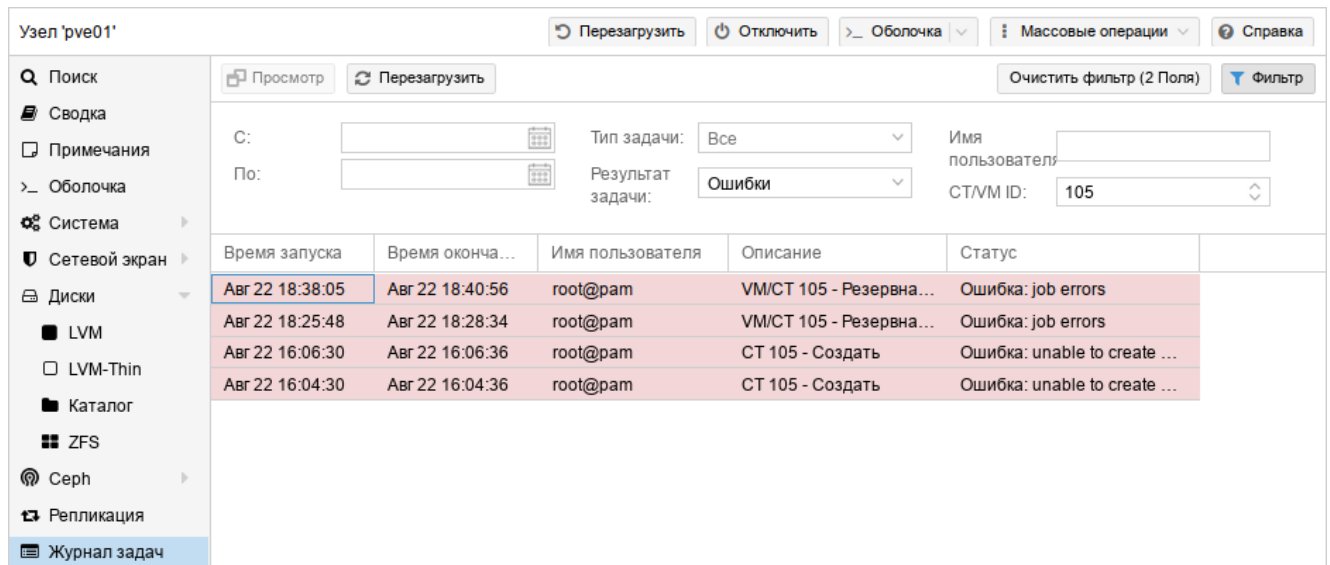 Узел 'pve01' Перезагрузить Отключить >_ Оболочка Массовые операции Справка
Поиск
Сводка
Примечания
>_ Оболочка
Система
Сетевой экран
Диски
LVM
LVM-Thin
Каталог
ZFS
Ceph
Репликация
Журнал задач
Просмотр Перезагрузить Очистить фильтр (2 Поля) Фильтр
С: Тип задачи: Все Имя
пользователя
По: Результат
задачи: Ошибки CT/VM ID: 105
Время запуска Время оконча... Имя пользователя Описание Статус
Авг 22 18:38:05 Авг 22 18:40:56 root@pam VM/CT 105 - Резервна... Ошибка: job errors
Авг 22 18:25:48 Авг 22 18:28:34 root@pam VM/CT 105 - Резервна... Ошибка: job errors
Авг 22 16:06:30 Авг 22 16:06:36 root@pam CT 105 - Создать Ошибка: unable to create ...
Авг 22 16:04:30 Авг 22 16:04:36 root@pam CT 105 - Создать Ошибка: unable to create ...